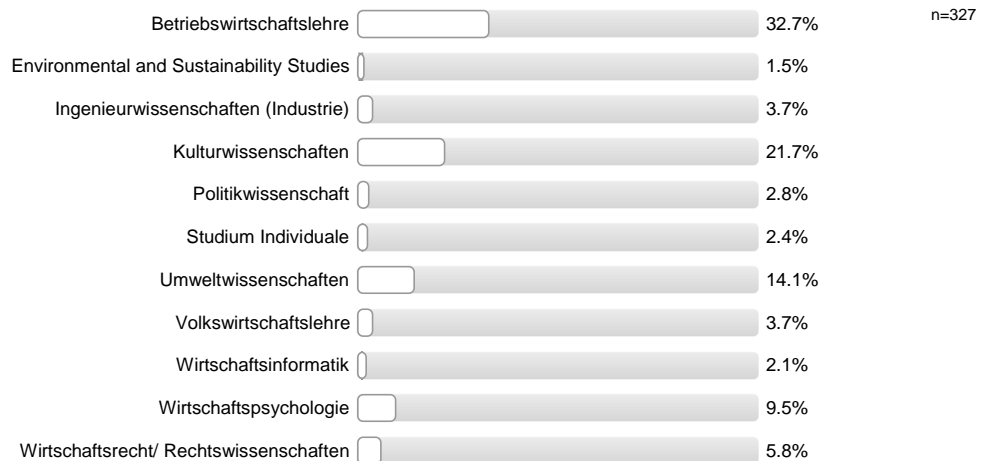 Betriebswirtschaftslehre 32.7% n=327
Environmental and Sustainability Studies 1.5%
Ingenieurwissenschaften (Industrie) 3.7%
Kulturwissenschaften 21.7%
Politikwissenschaft 2.8%
Studium Individuale 2.4%
Umweltwissenschaften 14.1%
Volkswirtschaftslehre 3.7%
Wirtschaftsinformatik 2.1%
Wirtschaftspsychologie 9.5%
Wirtschaftsrecht/ Rechtswissenschaften 5.8%